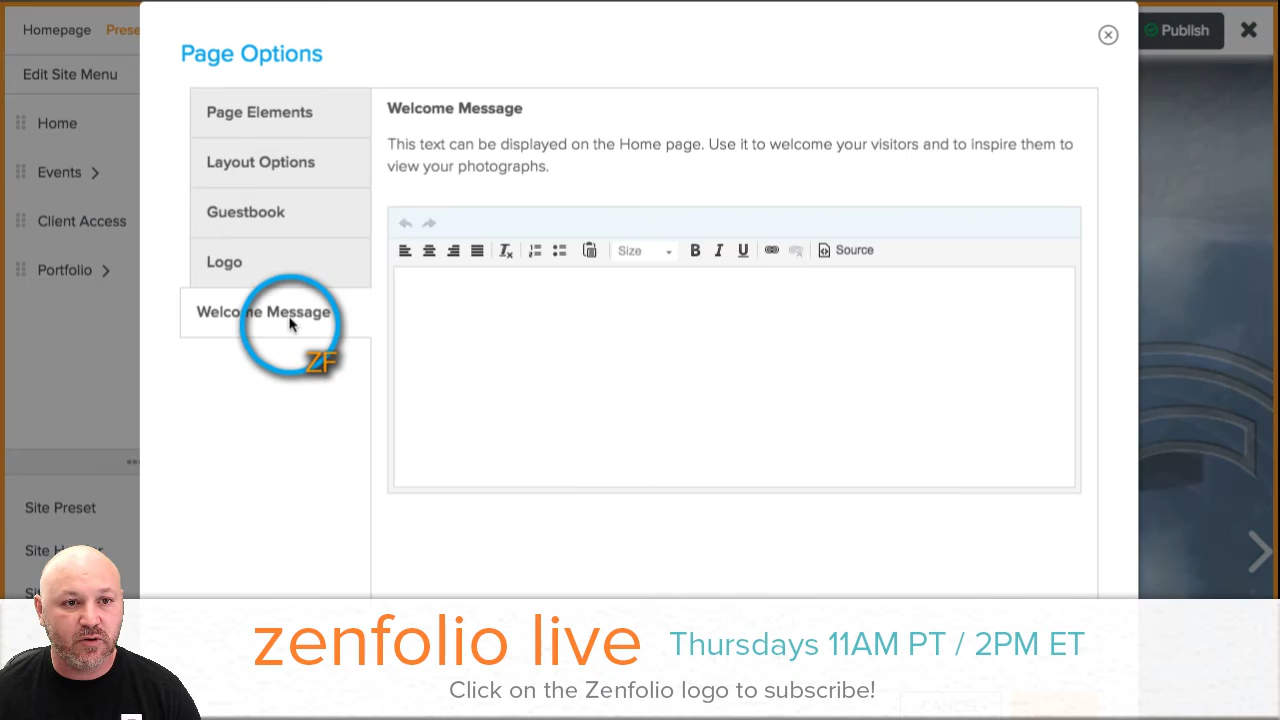 Homepage
Prese
Publish
Edit Site Menu
Home
Events
Client Access
Portfolio
Site Preset
Page Options
Page Elements
Layout Options
Guestbook
Logo
Welcome Message
Welcome Message
This text can be displayed on the Home page. Use it to welcome your visitors and to inspire them to
view your photographs.
Size
B I U
Source
ZF
zenfolio live
Thursdays 11AM PT / 2PM ET
Click on the Zenfolio logo to subscribe!